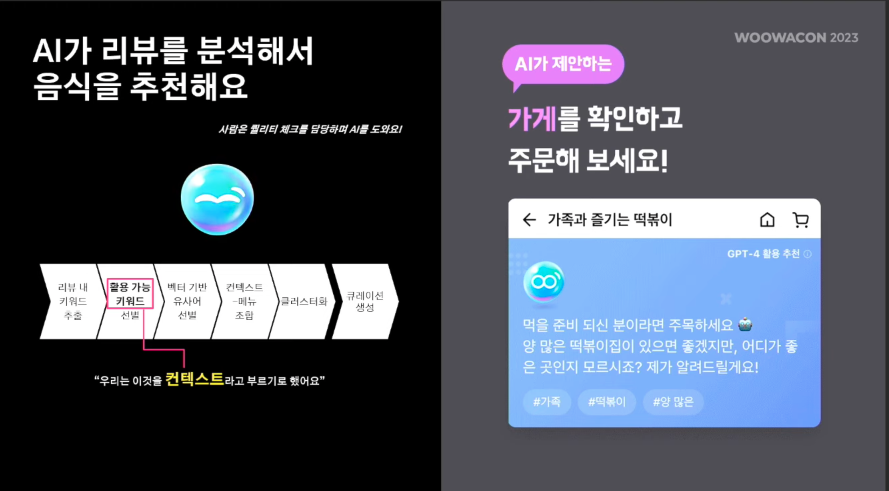 AI가 리뷰를 분석해서
음식을 추천해요
사람은 퀄리티 체크를 담당하며 AI를 도와요!
리뷰 내
키워드
추출
활용 가능
키워드
선별
벡터 기반
유사어
선별
컨텍스트
-메뉴
조합
클러스터화
큐레이션
생성
“우리는 이것을 컨텍스트라고 부르기로 했어요”
WOOWACON 2023
AI가 제안하는
가게를 확인하고
주문해 보세요!
가족과 즐기는 떡볶이
GPT-4 활용 추천
먹을 준비 되신 분이라면 주목하세요
양 많은 떡볶이집이 있으면 좋겠지만, 어디가 좋
은 곳인지 모르시죠? 제가 알려드릴게요!
#가족 #떡볶이 #양 많은